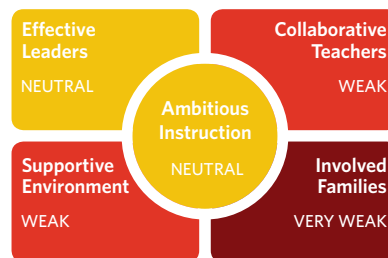 Effective
Leaders
NEUTRAL
Collaborative
Teachers
WEAK
Ambitious
Instruction
NEUTRAL
Supportive
Environment
WEAK
Involved
Families
VERY WEAK